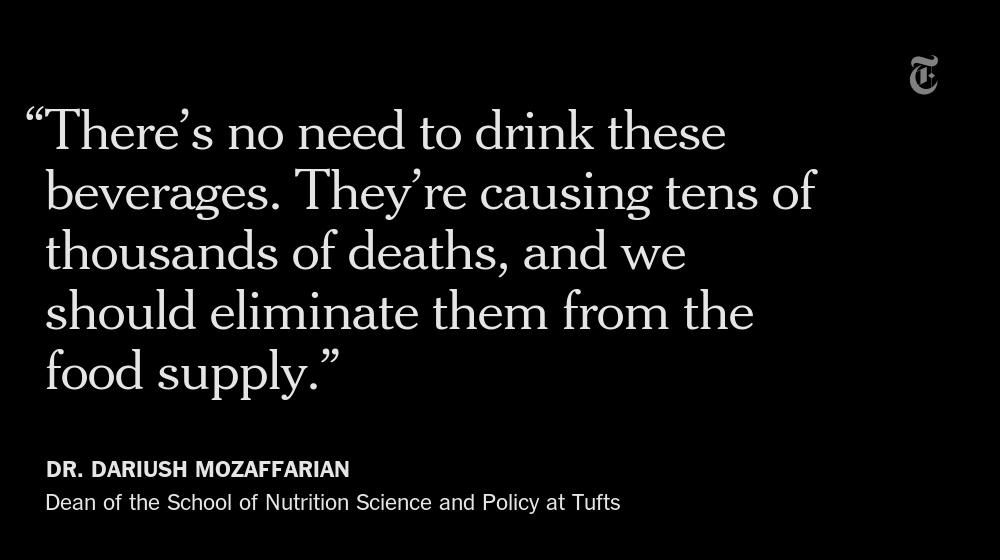 T
“There’s no need to drink these
beverages. They’re causing tens of
thousands of deaths, and we
should eliminate them from the
food supply.”
DR. DARIUSH MOZAFFARIAN
Dean of the School of Nutrition Science and Policy at Tufts